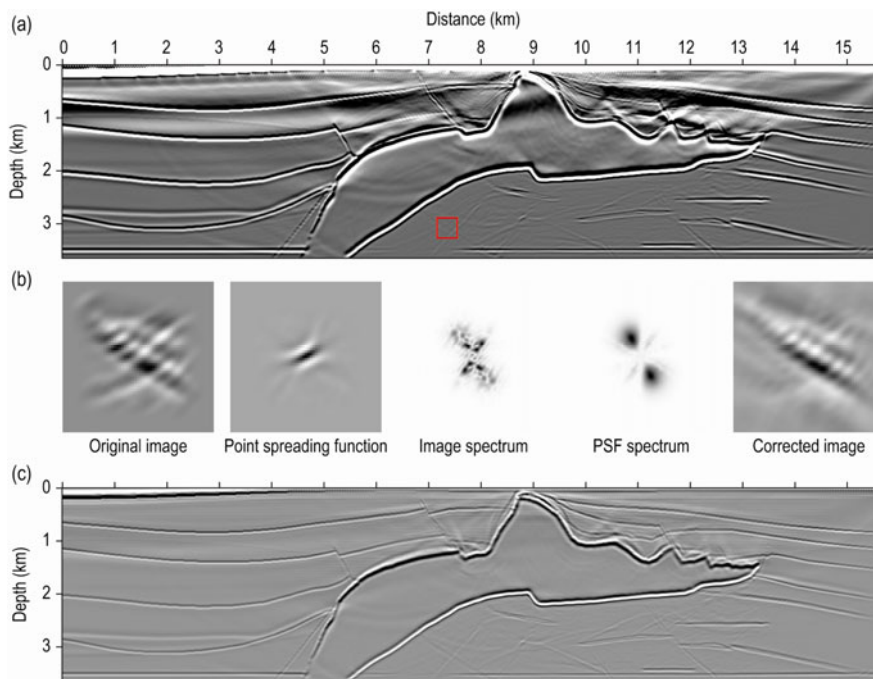 (a)
Distance (km)
0 1 2 3 4 5 6 7 8 9 10 11 12 13 14 15
0
1
2
3
Depth (km)
(b)
Original image Point spreading function Image spectrum PSF spectrum Corrected image
(c)
0
1
2
3
Depth (km)